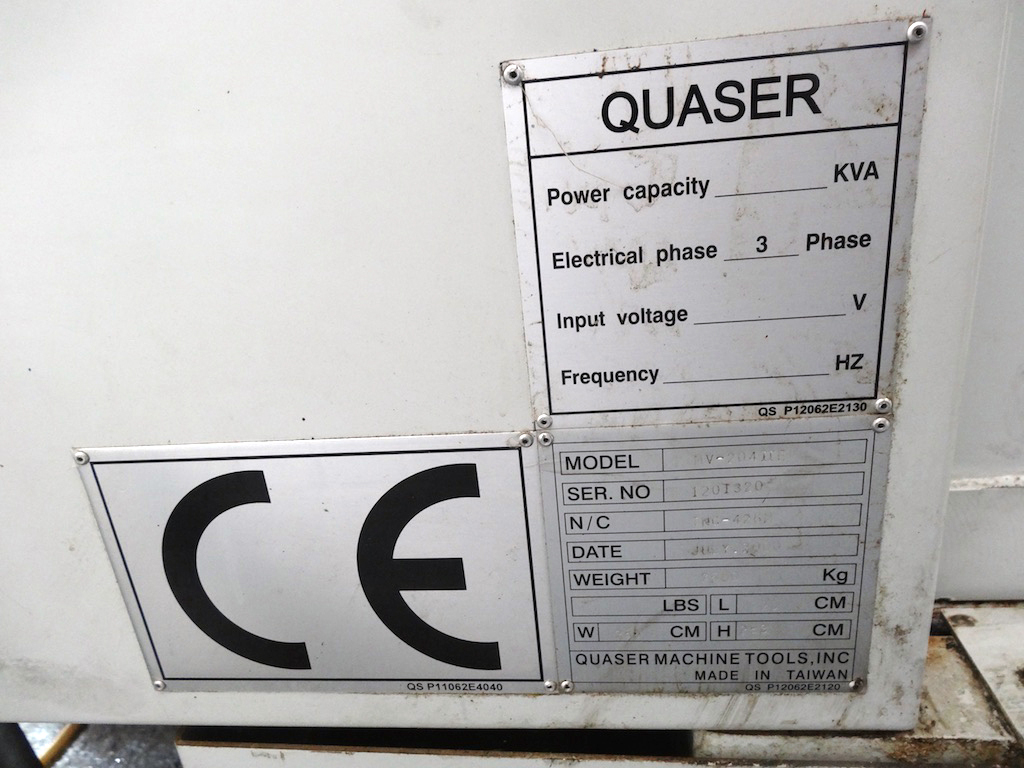 QUASER
Power capacity KVA
Electrical phase 3 Phase
Input voltage V
Frequency HZ
QS P12062E2130
CE
QS P11062E4040
MODEL
SER. NO
N/C
DATE
WEIGHT Kg
LBS L CM
W CM H CM
QUASER MACHINE TOOLS, INC
MADE IN TAIWAN
QS P12062E2120